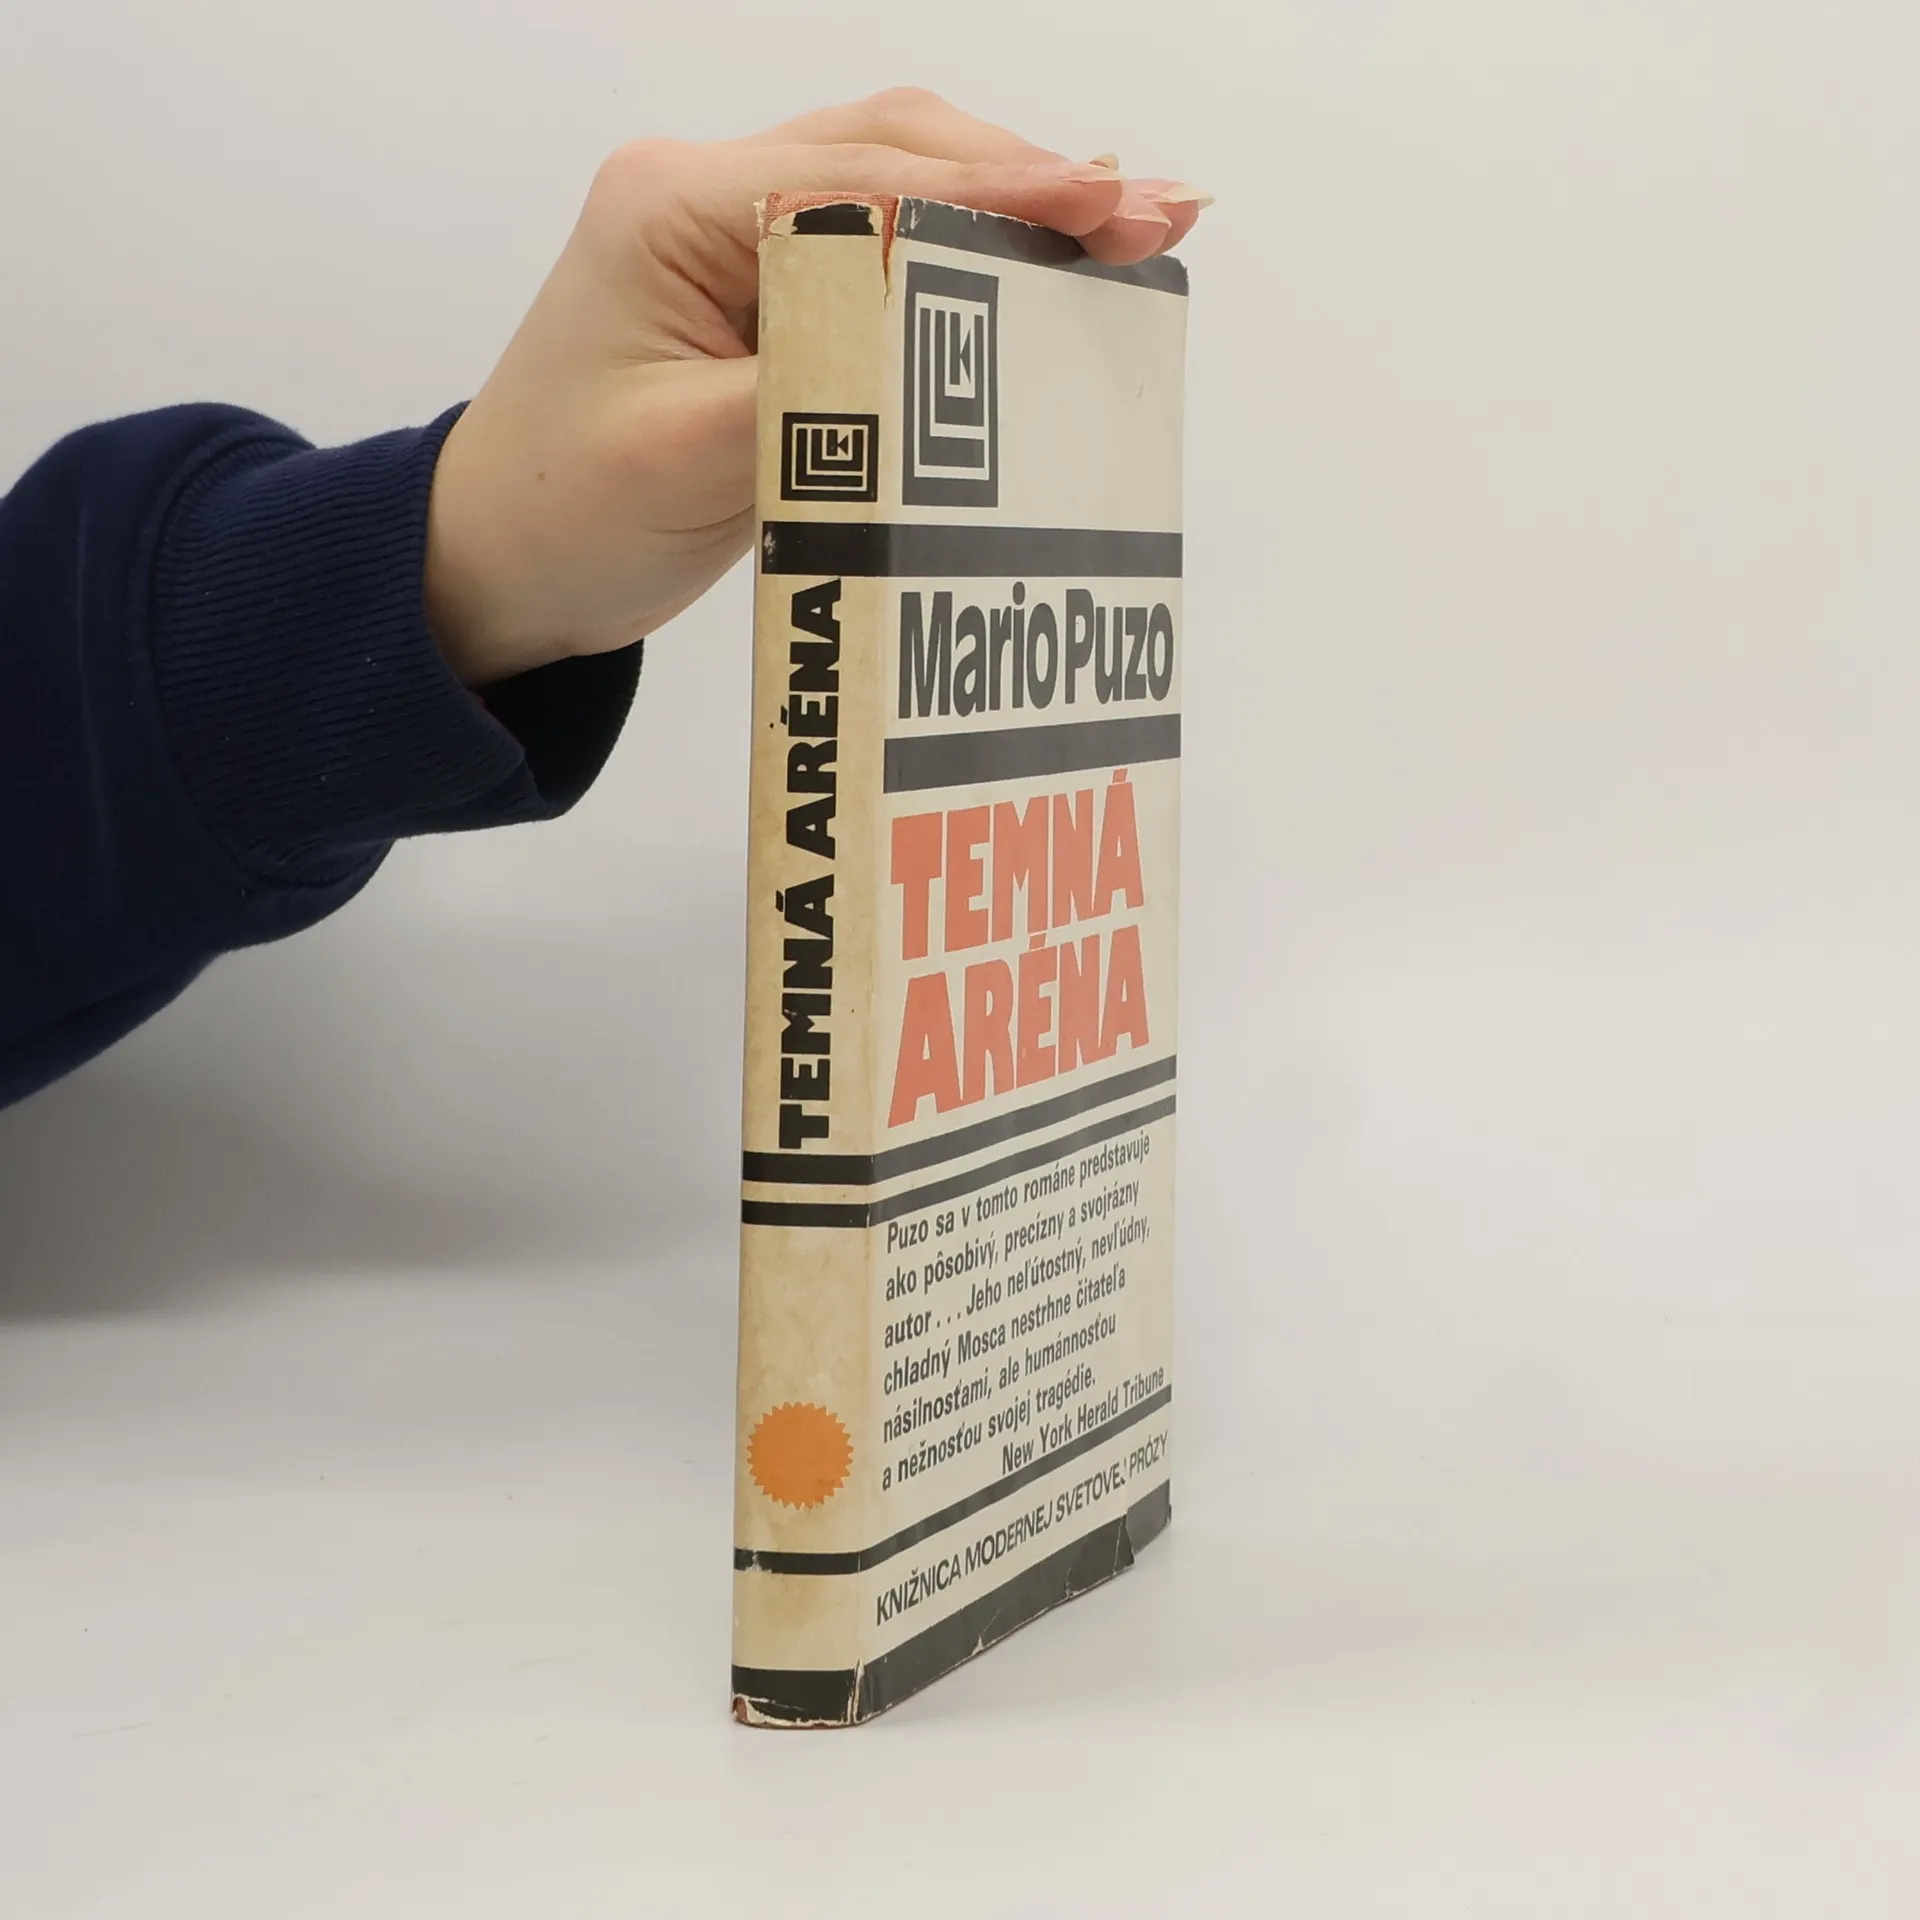 TEMNÁ ARÉNA
Mario Puzo
TEMNÁ
ARÉNA
Puzo sa v tomto románe predstavuje
ako pôsobivý, precízny a svojrázny
autor... Jeho neľútostný, nevľúdny,
chladný Mosca nestrhne čitateľa
násilnosťami, ale humánnosťou
a nežnosťou svojej tragédie.
New York Herald Tribune
KNIŽNICA MODERNEJ SVETOVEJ PRÓZY